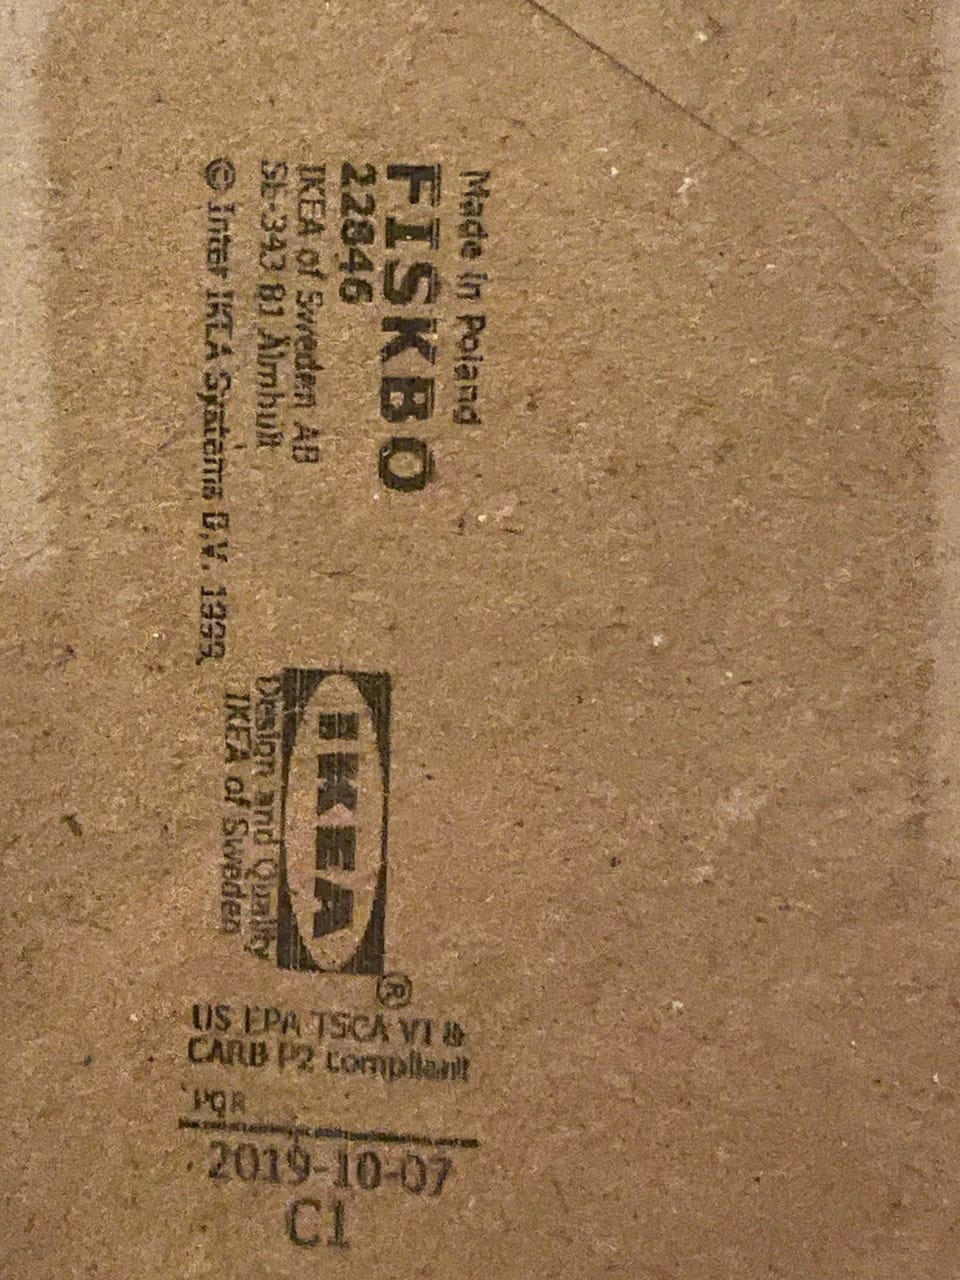 Made in Poland
FISKBO
22846
IKEA of Sweden AB
SE-343 81 Älmhult
© Inter IKEA Systems B.V. 1999
IKEA
®
Design and Quality
IKEA of Sweden
US EPA TSCA VI &
CARB P2 compliant
PQR
2019-10-07
C1